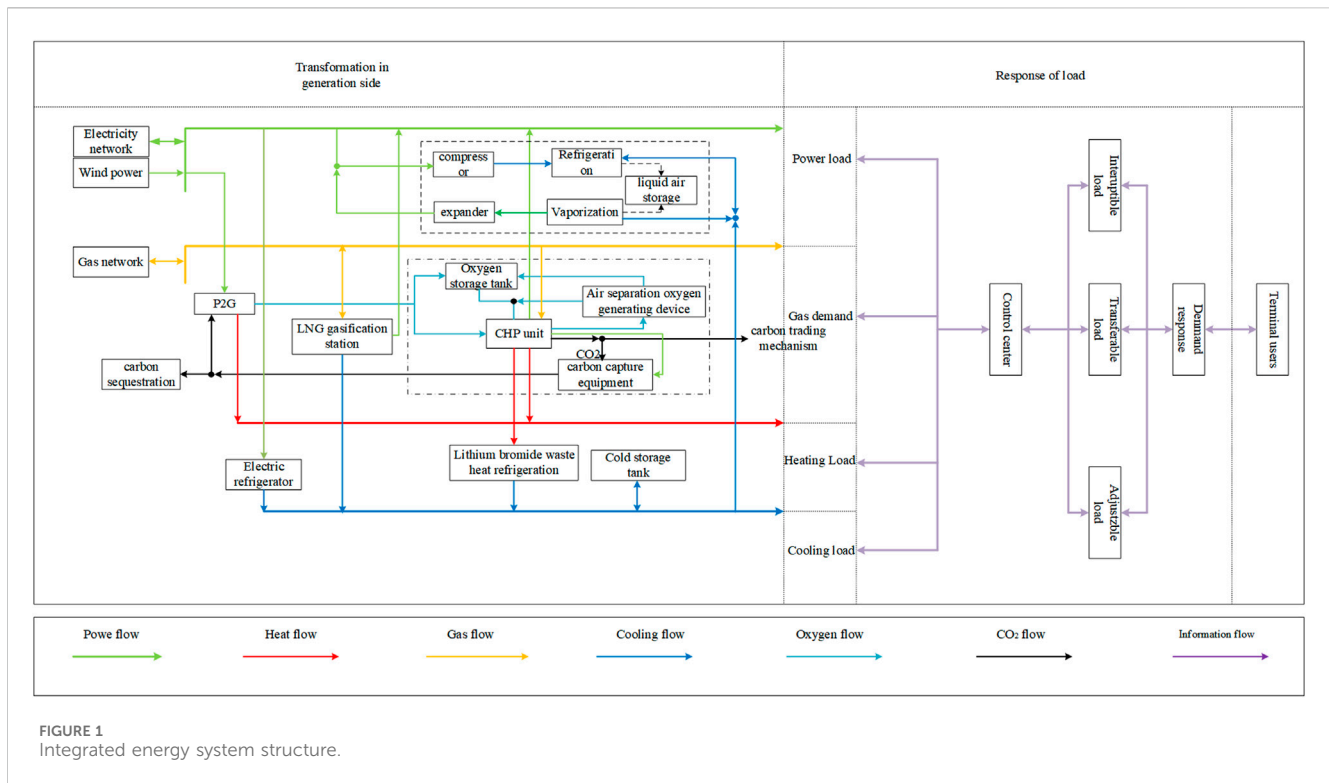 Transformation in
generation side
Response of load
Electricity
network
Wind power
compress
or
Refrigerati
on
liquid air
storage
expander
Vaporization
Power load
Interuptible
load
Gas network
P2G
LNG gasification
station
Oxygen
storage tank
Air separation oxygen
generating device
CHP unit
CO2
carbon capture
equipment
carbon trading
mechanism
carbon
sequestration
Gas demand
Control center
Transferable
load
Demand
response
Terminal users
Electric
refrigerator
Lithium bromide waste
heat refrigeration
Cold storage
tank
Heating Load
Cooling load
Adjustzble
load
Powe flow
Heat flow
Gas flow
Cooling flow
Oxygen flow
CO₂ flow
Information flow
FIGURE 1
Integrated energy system structure.